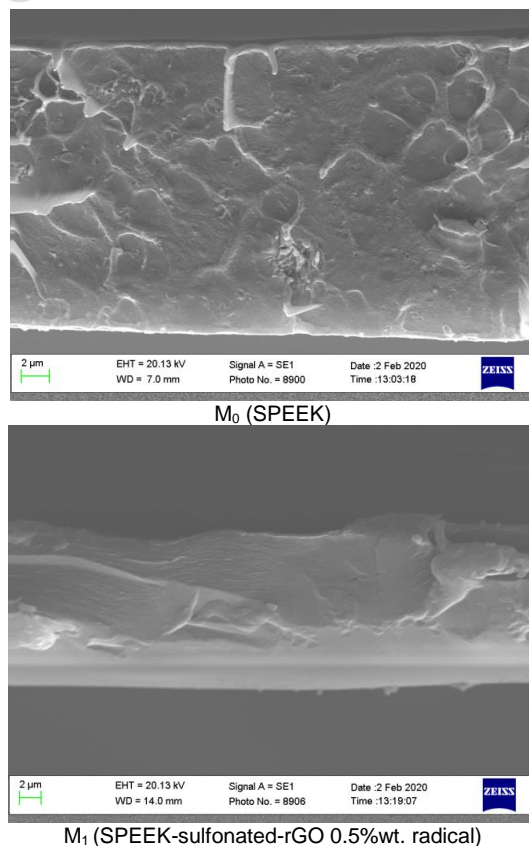 2 µm
EHT = 20.13 kV
Signal A = SE1
Date :2 Feb 2020
ZEISS
WD = 7.0 mm
Photo No. = 8900
Time :13:03:18
M₀ (SPEEK)
2 µm
EHT = 20.13 kV
Signal A = SE1
Date :2 Feb 2020
ZEISS
WD = 14.0 mm
Photo No. = 8906
Time :13:19:07
M₁ (SPEEK-sulfonated-rGO 0.5%wt. radical)